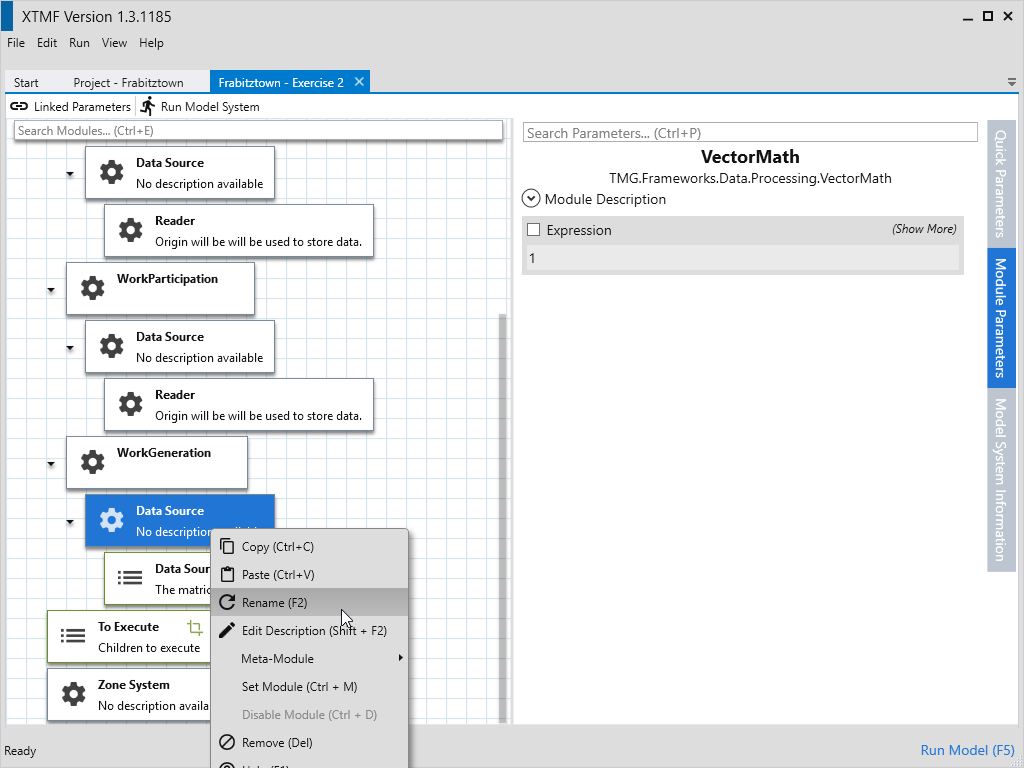 XTMF Version 1.3.1185
File Edit Run View Help
Start Project - Frabitztown Frabitztown - Exercise 2
Linked Parameters Run Model System
Search Modules... (Ctrl+E)
Data Source
No description available
Reader
Origin will be will be used to store data.
WorkParticipation
Data Source
No description available
Reader
Origin will be will be used to store data.
WorkGeneration
Data Source
No description
Data Sour
The matric
To Execute
Children to execute
Zone System
No description availa
Copy (Ctrl+C)
Paste (Ctrl+V)
Rename (F2)
Edit Description (Shift + F2)
Meta-Module
Set Module (Ctrl + M)
Disable Module (Ctrl + D)
Remove (Del)
Search Parameters... (Ctrl+P)
VectorMath
TMG.Frameworks.Data.Processing.VectorMath
Module Description
Expression (Show More)
1
Quick Parameters
Module Parameters
Model System Information
Ready
Run Model (F5)